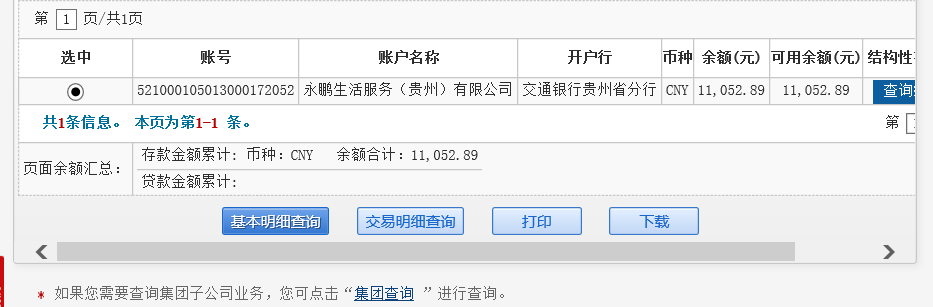 第 1 页/共1页
选中 账号 账户名称 开户行 币种 余额(元) 可用余额(元) 结构性
521000105013000172052 永鹏生活服务（贵州）有限公司 交通银行贵州省分行 CNY 11,052.89 11,052.89 查询
共1条信息。 本页为第1-1 条。 第
页面余额汇总： 存款金额累计: 币种：CNY 余额合计：11,052.89
贷款金额累计:
基本明细查询 交易明细查询 打印 下载
* 如果您需要查询集团子公司业务，您可点击“集团查询 ”进行查询。